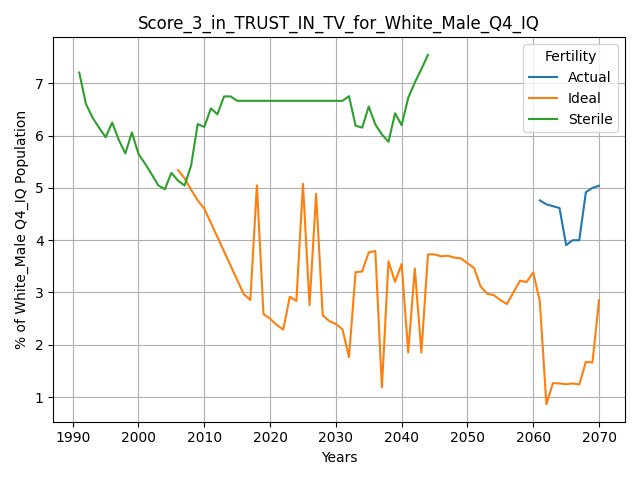 Score_3_in_TRUST_IN_TV_for_White_Male_Q4_IQ
Fertility
Actual
Ideal
Sterile
% of White_Male Q4_IQ Population
7
6
5
4
3
2
1
1990 2000 2010 2020 2030 2040 2050 2060 2070
Years